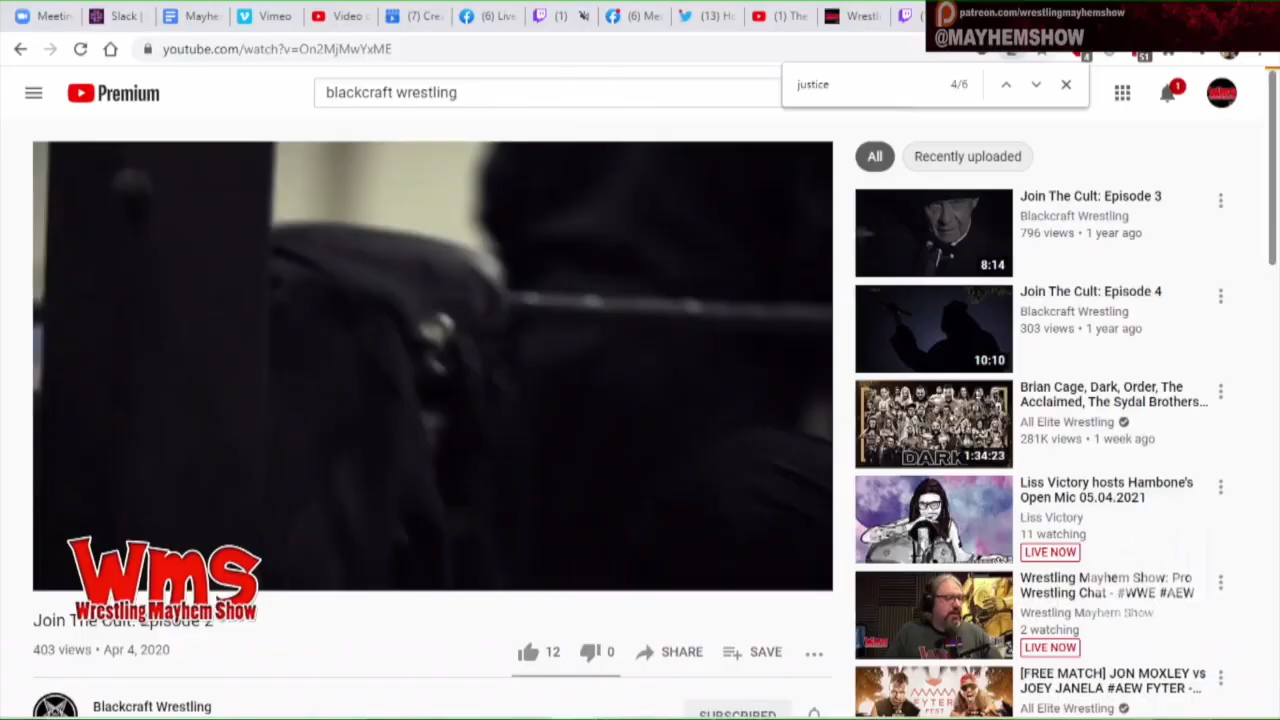 Meetin
Slack |
Mayhe
Vimeo
Video
(1) Crea
(6) Live
(6) Me
(13) Ho
(1) The
Wrestli
patreon.com/wrestlingmayhemshow
@MAYHEMSHOW
youtube.com/watch?v=On2MjMwYxME
4
51
Premium
blackcraft wrestling
justice
4/6
1
All
Recently uploaded
Join The Cult: Episode 3
Blackcraft Wrestling
796 views • 1 year ago
8:14
Join The Cult: Episode 4
Blackcraft Wrestling
303 views • 1 year ago
10:10
Brian Cage, Dark, Order, The
Acclaimed, The Sydal Brothers...
All Elite Wrestling
281K views • 1 week ago
DARK
1:34:23
Liss Victory hosts Hambone's
Open Mic 05.04.2021
Liss Victory
11 watching
LIVE NOW
Wrestling Mayhem Show: Pro
Wrestling Chat - #WWE #AEW
Wrestling Mayhem Show
2 watching
LIVE NOW
[FREE MATCH] JON MOXLEY vs
JOEY JANELA #AEW FYTER -...
All Elite Wrestling
FYTER
FEST
WMS
Wrestling Mayhem Show
Join The Cult: Episode 2
403 views • Apr 4, 2020
12
0
SHARE
SAVE
Blackcraft Wrestling
SUBSCRIBED